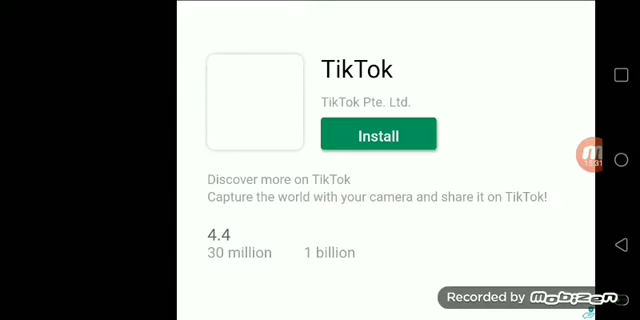 TikTok
TikTok Pte. Ltd.
Install
Discover more on TikTok
Capture the world with your camera and share it on TikTok!
4.4
30 million 1 billion
Recorded by mobizen